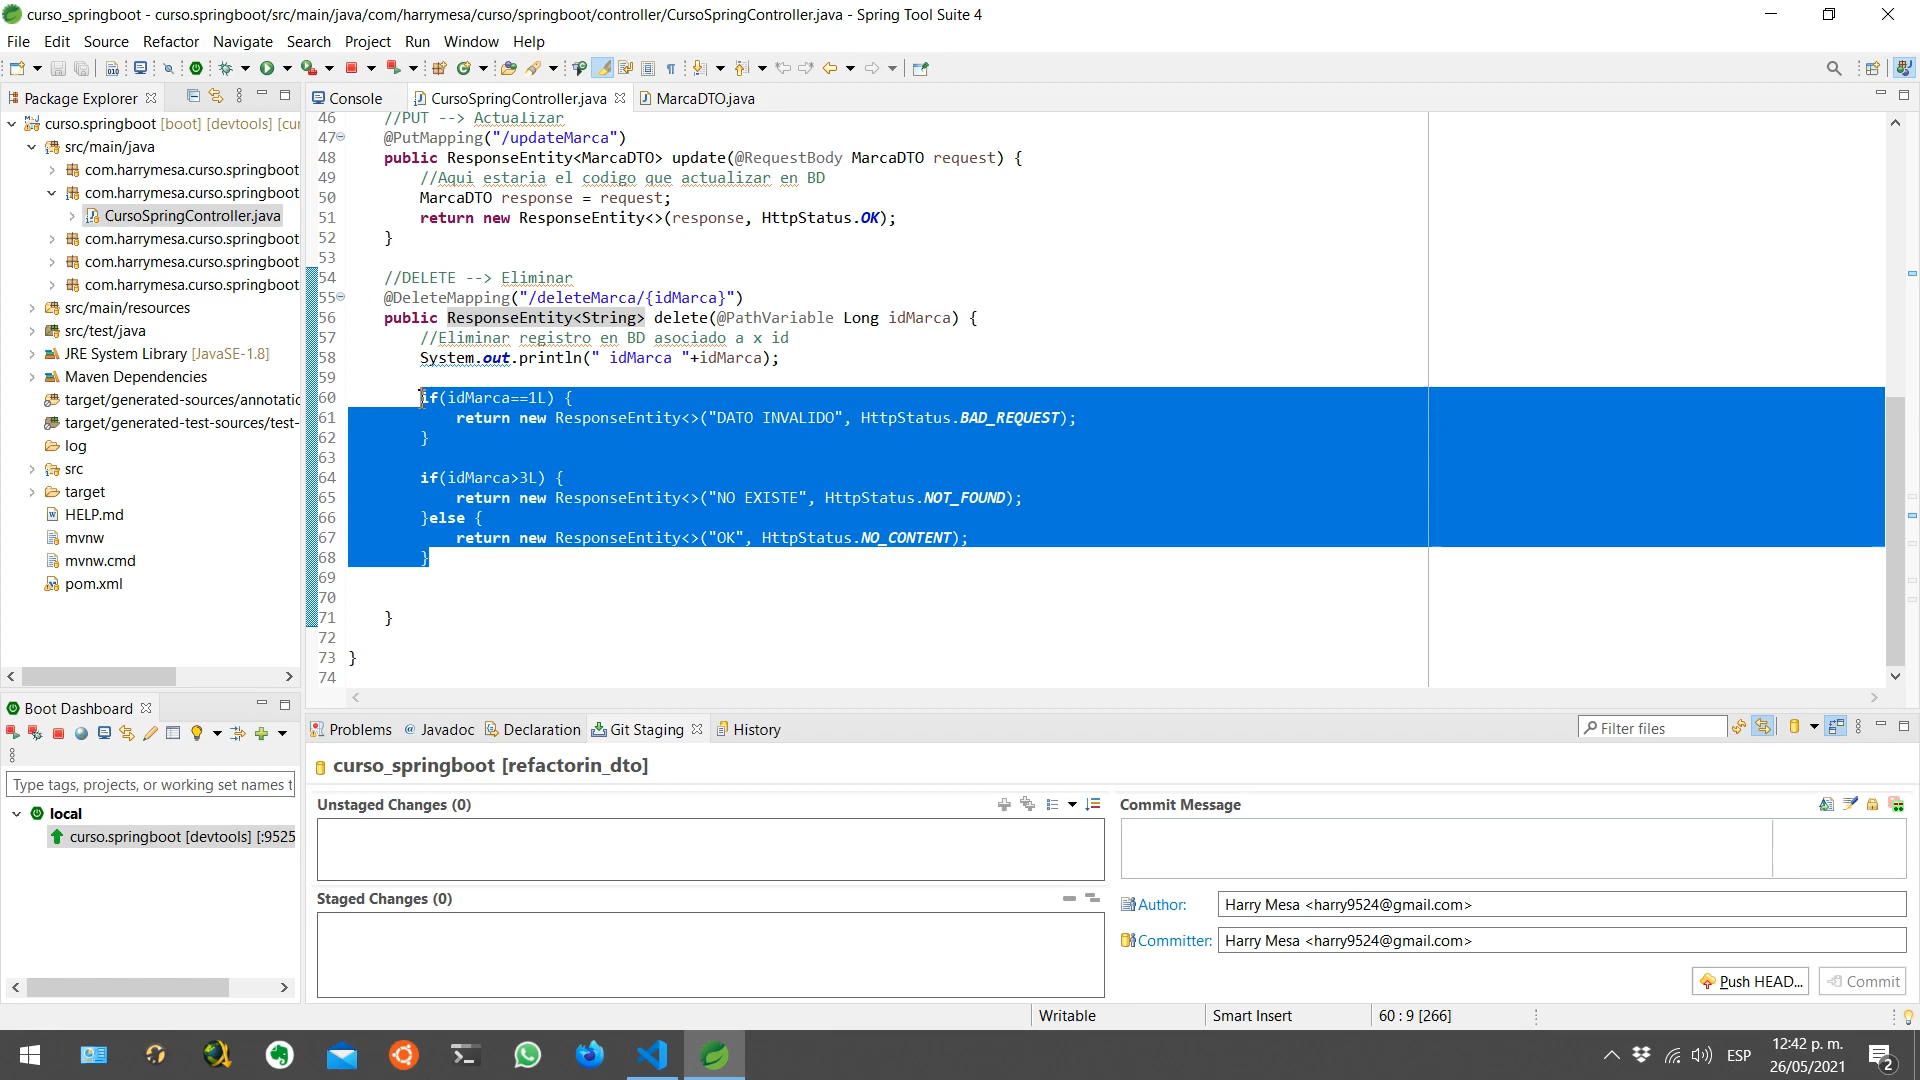 curso_springboot - curso.springboot/src/main/java/com/harrymesa/curso/springboot/controller/CursoSpringController.java - Spring Tool Suite 4
File Edit Source Refactor Navigate Search Project Run Window Help
Package Explorer
curso.springboot [boot] [devtools] [cur
src/main/java
com.harrymesa.curso.springboot
com.harrymesa.curso.springboot
CursoSpringController.java
com.harrymesa.curso.springboot
com.harrymesa.curso.springboot
com.harrymesa.curso.springboot
src/main/resources
src/test/java
JRE System Library [JavaSE-1.8]
Maven Dependencies
target/generated-sources/annotatic
target/generated-test-sources/test-
log
src
target
HELP.md
mvnw
mvnw.cmd
pom.xml
Console CursoSpringController.java MarcaDTO.java
46 //PUT --> Actualizar
47 @PutMapping("/updateMarca")
48 public ResponseEntity<MarcaDTO> update(@RequestBody MarcaDTO request) {
49 //Aqui estaria el codigo que actualizar en BD
50 MarcaDTO response = request;
51 return new ResponseEntity<>(response, HttpStatus.OK);
52 }
53
54 //DELETE --> Eliminar
55 @DeleteMapping("/deleteMarca/{idMarca}")
56 public ResponseEntity<String> delete(@PathVariable Long idMarca) {
57 //Eliminar registro en BD asociado a x id
58 System.out.println(" idMarca "+idMarca);
59
60 if(idMarca==1L) {
61 return new ResponseEntity<>("DATO INVALIDO", HttpStatus.BAD_REQUEST);
62 }
63
64 if(idMarca>3L) {
65 return new ResponseEntity<>("NO EXISTE", HttpStatus.NOT_FOUND);
66 }else {
67 return new ResponseEntity<>("OK", HttpStatus.NO_CONTENT);
68 }
69
70
71 }
72
73 }
74
Boot Dashboard
Type tags, projects, or working set names t
local
curso.springboot [devtools] [:9525
Problems @ Javadoc Declaration Git Staging History
Filter files
curso_springboot [refactorin_dto]
Unstaged Changes (0)
Staged Changes (0)
Commit Message
Author: Harry Mesa <harry9524@gmail.com>
Committer: Harry Mesa <harry9524@gmail.com>
Push HEAD... Commit
Writable Smart Insert 60 : 9 [266]
ESP
12:42 p. m.
26/05/2021
2